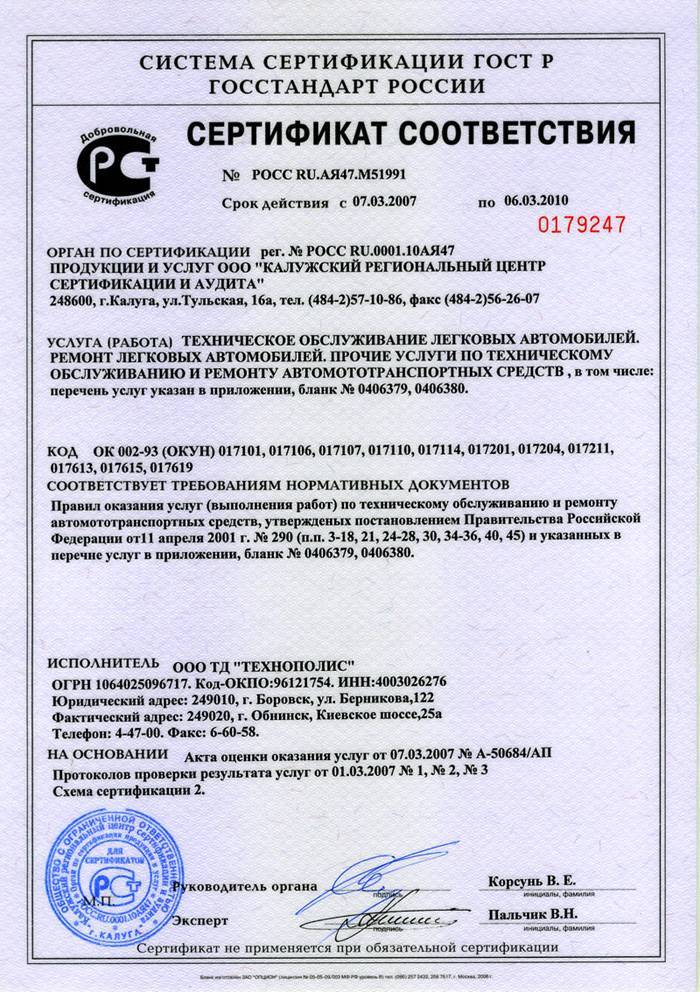 СИСТЕМА СЕРТИФИКАЦИИ ГОСТ Р
ГОССТАНДАРТ РОССИИ
Добровольная
сертификация
СЕРТИФИКАТ СООТВЕТСТВИЯ
№ РОСС RU.АЯ47.М51991
Срок действия с 07.03.2007 по 06.03.2010
0179247
ОРГАН ПО СЕРТИФИКАЦИИ рег. № РОСС RU.0001.10АЯ47
ПРОДУКЦИИ И УСЛУГ ООО "КАЛУЖСКИЙ РЕГИОНАЛЬНЫЙ ЦЕНТР
СЕРТИФИКАЦИИ И АУДИТА"
248600, г.Калуга, ул.Тульская, 16а, тел. (484-2)57-10-86, факс (484-2)56-26-07
УСЛУГА (РАБОТА) ТЕХНИЧЕСКОЕ ОБСЛУЖИВАНИЕ ЛЕГКОВЫХ АВТОМОБИЛЕЙ.
РЕМОНТ ЛЕГКОВЫХ АВТОМОБИЛЕЙ. ПРОЧИЕ УСЛУГИ ПО ТЕХНИЧЕСКОМУ
ОБСЛУЖИВАНИЮ И РЕМОНТУ АВТОМОТОТРАНСПОРТНЫХ СРЕДСТВ , в том числе:
перечень услуг указан в приложении, бланк № 0406379, 0406380.
КОД ОК 002-93 (ОКУН) 017101, 017106, 017107, 017110, 017114, 017201, 017204, 017211,
017613, 017615, 017619
СООТВЕТСТВУЕТ ТРЕБОВАНИЯМ НОРМАТИВНЫХ ДОКУМЕНТОВ
Правил оказания услуг (выполнения работ) по техническому обслуживанию и ремонту
автомототранспортных средств, утвержденых постановлением Правительства Российской
Федерации от11 апреля 2001 г. № 290 (п.п. 3-18, 21, 24-28, 30, 34-36, 40, 45) и указанных в
перечне услуг в приложении, бланк № 0406379, 0406380.
ИСПОЛНИТЕЛЬ ООО ТД "ТЕХНОПОЛИС"
ОГРН 1064025096717. Код-ОКПО:96121754. ИНН:4003026276
Юридический адрес: 249010, г. Боровск, ул. Берникова,122
Фактический адрес: 249020, г. Обнинск, Киевское шоссе,25а
Телефон: 4-47-00. Факс: 6-60-58.
НА ОСНОВАНИИ Акта оценки оказания услуг от 07.03.2007 № А-50684/АП
Протоколов проверки результата услуг от 01.03.2007 № 1, № 2, № 3
Схема сертификации 2.
ДЛЯ
СЕРТИФИКАТОВ
РОСС RU.0001.10АЯ47
г. КАЛУГА
М.П.
Руководитель органа Корсунь В. Е.
подпись инициалы, фамилия
Эксперт Пальчик В.Н.
подпись инициалы, фамилия
Сертификат не применяется при обязательной сертификации